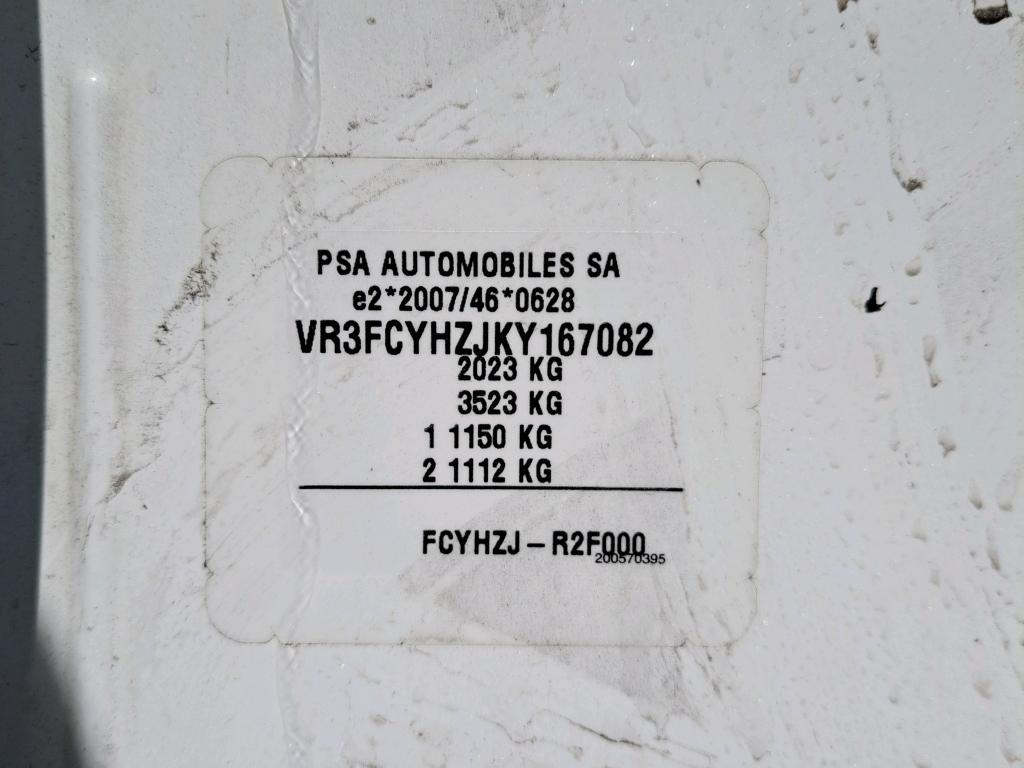 PSA AUTOMOBILES SA
e2*2007/46*0628
VR3FCYHZJKY167082
2023 KG
3523 KG
1 1150 KG
2 1112 KG
FCYHZJ – R2F000
200570395